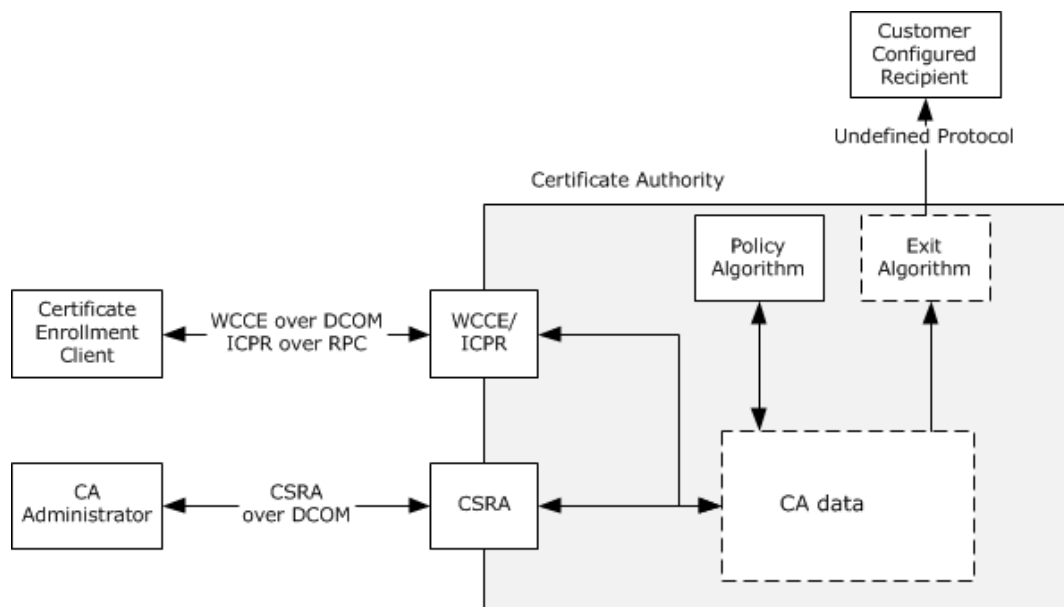 Customer
Configured
Recipient
Undefined Protocol
Certificate Authority
Policy
Algorithm
Exit
Algorithm
Certificate
Enrollment
Client
WCCE over DCOM
ICPR over RPC
WCCE/
ICPR
CA
Administrator
CSRA
over DCOM
CSRA
CA data